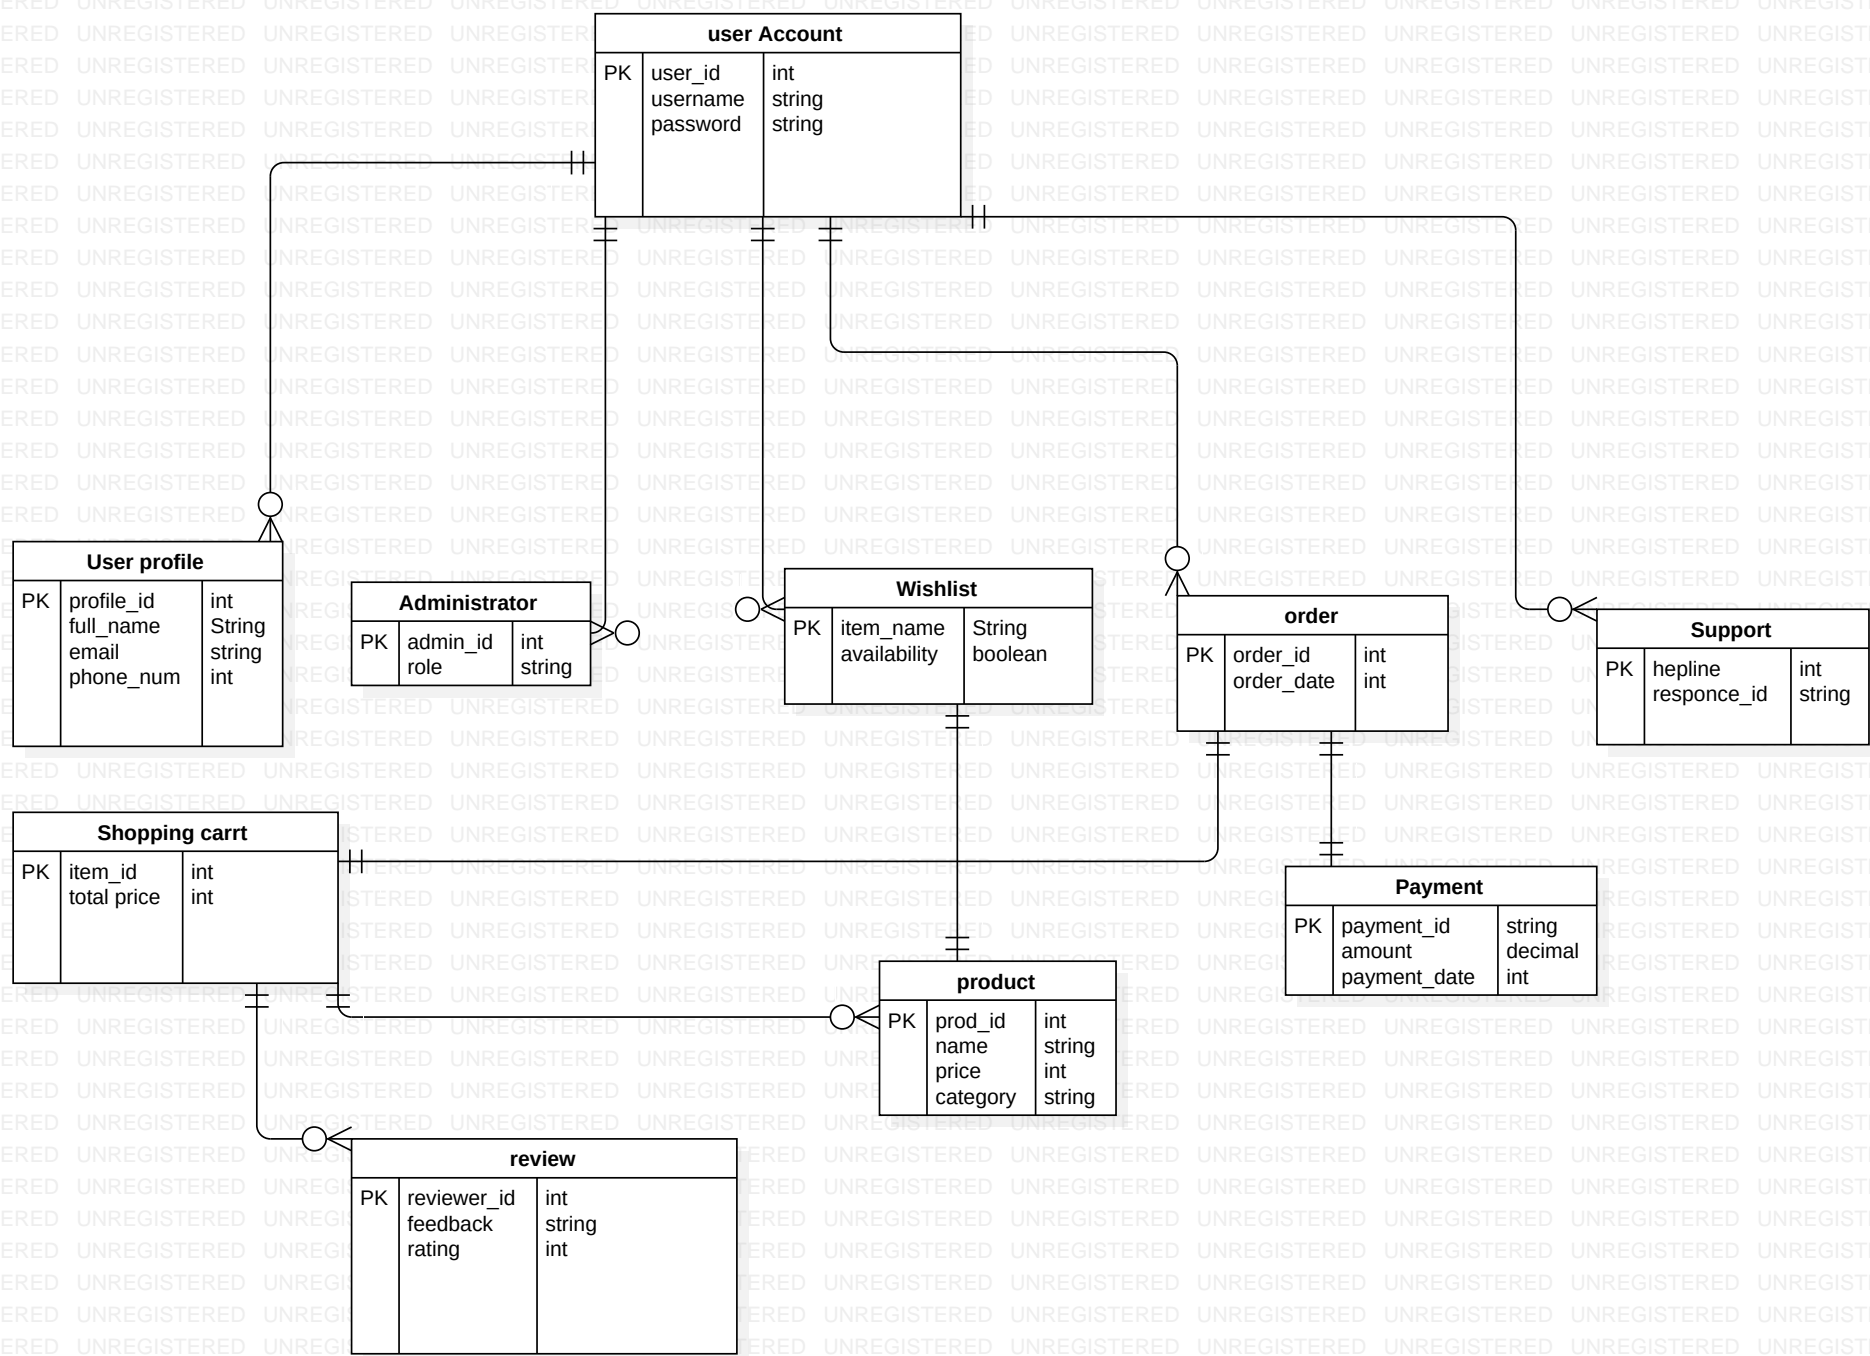 user Account
PK user_id int
username string
password string
User profile
PK profile_id int
full_name String
email string
phone_num int
Administrator
PK admin_id int
role string
Wishlist
PK item_name String
availability boolean
order
PK order_id int
order_date int
Support
PK hepline int
responce_id string
Shopping carrt
PK item_id int
total price int
Payment
PK payment_id string
amount decimal
payment_date int
product
PK prod_id int
name string
price int
category string
review
PK reviewer_id int
feedback string
rating int
UNREGISTERED